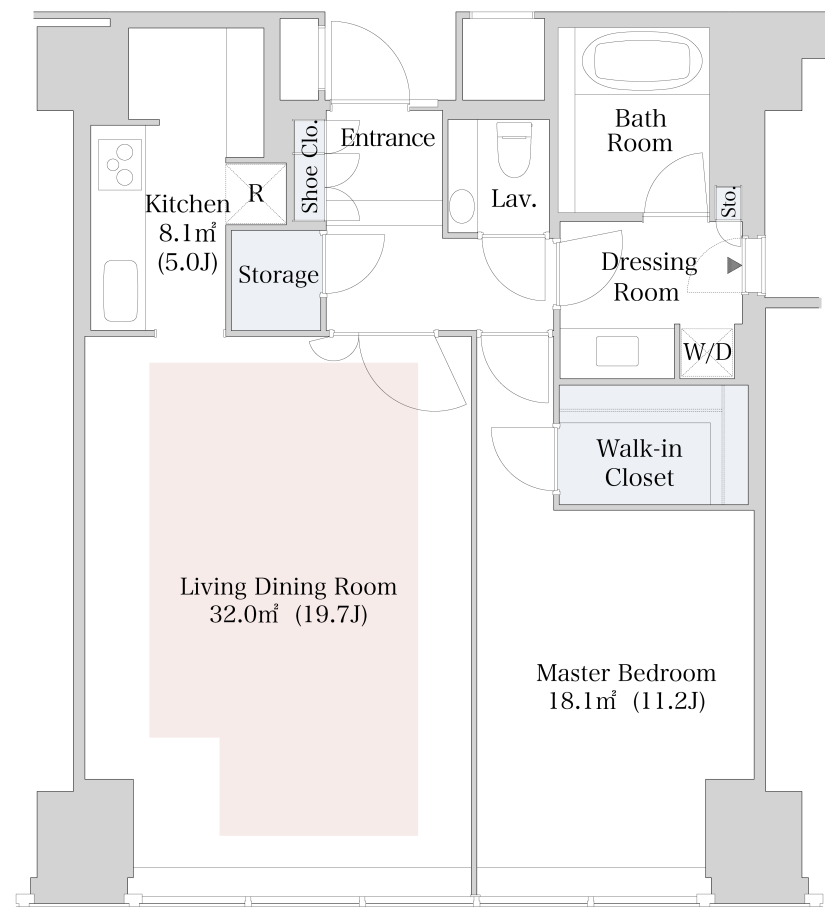 Bath
Room
Entrance
Shoe Clo.
Lav.
Sto.
R
Kitchen
8.1㎡
(5.0J)
Storage
Dressing
Room
W/D
Walk-in
Closet
Living Dining Room
32.0㎡ (19.7J)
Master Bedroom
18.1㎡ (11.2J)